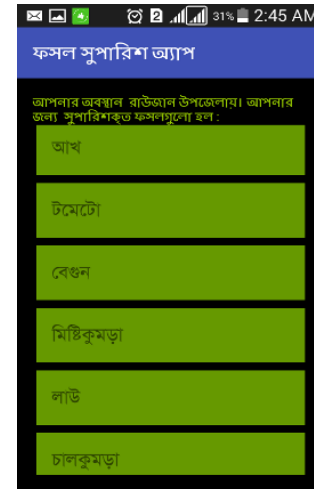 31% 2:45 AM
ফসল সুপারিশ অ্যাপ
আপনার অবস্থান রাউজান উপজেলায়। আপনার
জন্য সুপারিশকৃত ফসলগুলো হল :
আখ
টমেটো
বেগুন
মিষ্টিকুমড়া
লাউ
চালকুমড়া